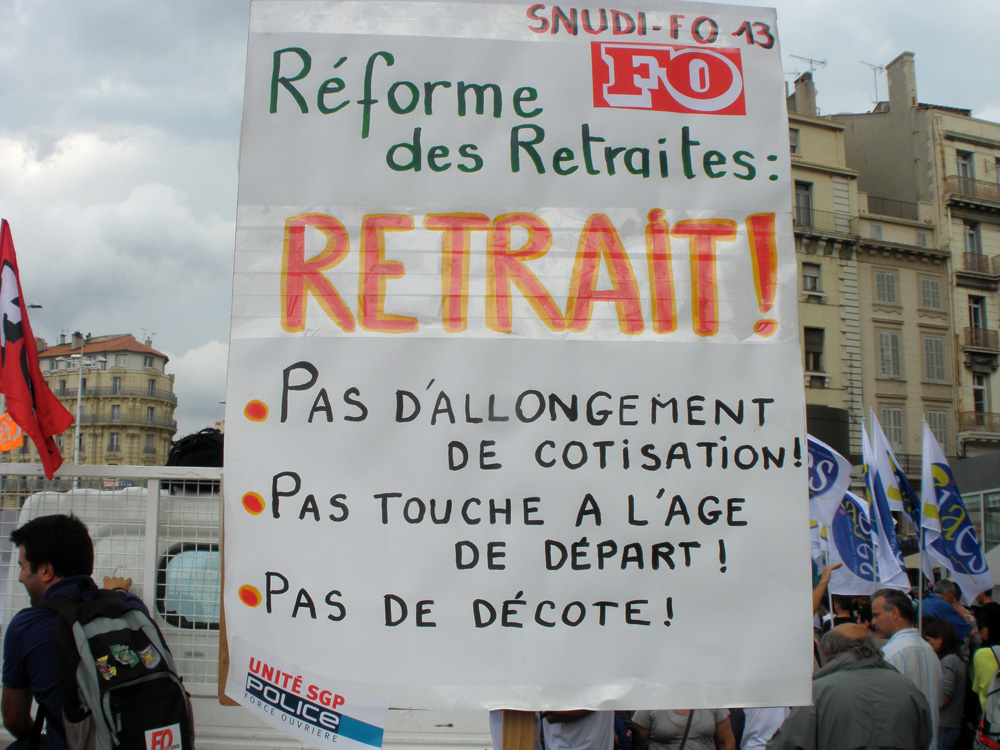 SNUDI-FO 13
FO
Réforme
des Retraites:
RETRAIT!
PAS D'ALLONGEMENT
DE COTISATION!
PAS TOUCHE A L'AGE
DE DÉPART!
PAS DE DÉCOTE!
UNITÉ SGP
POLICE
FORCE OUVRIERE
FO